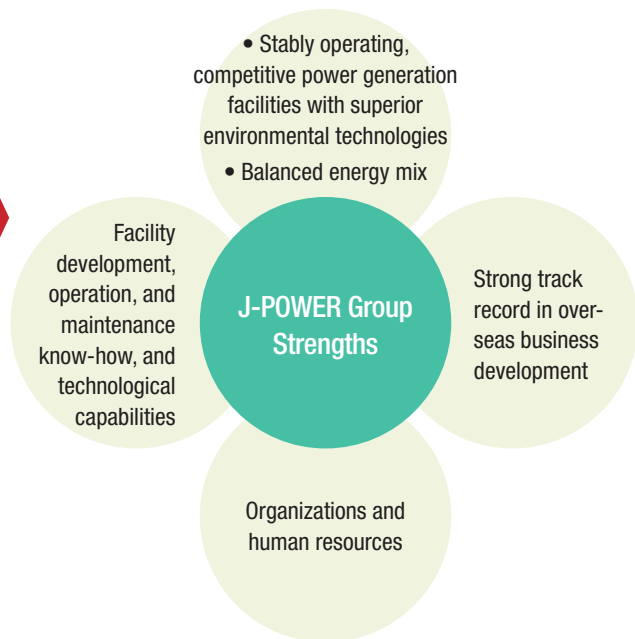 • Stably operating,
competitive power generation
facilities with superior
environmental technologies
• Balanced energy mix
Facility
development,
operation, and
maintenance
know-how, and
technological
capabilities
J-POWER Group
Strengths
Strong track
record in over-
seas business
development
Organizations and
human resources